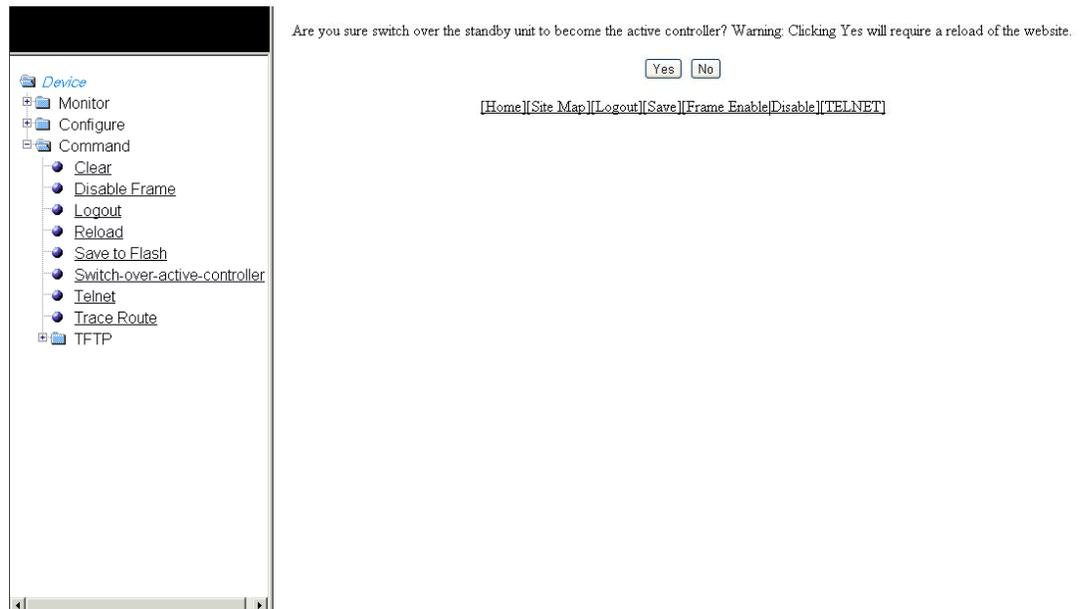 Are you sure switch over the standby unit to become the active controller? Warning: Clicking Yes will require a reload of the website.
Yes No
[Home][Site Map][Logout][Save][Frame Enable|Disable][TELNET]
Device
Monitor
Configure
Command
Clear
Disable Frame
Logout
Reload
Save to Flash
Switch-over-active-controller
Telnet
Trace Route
TFTP